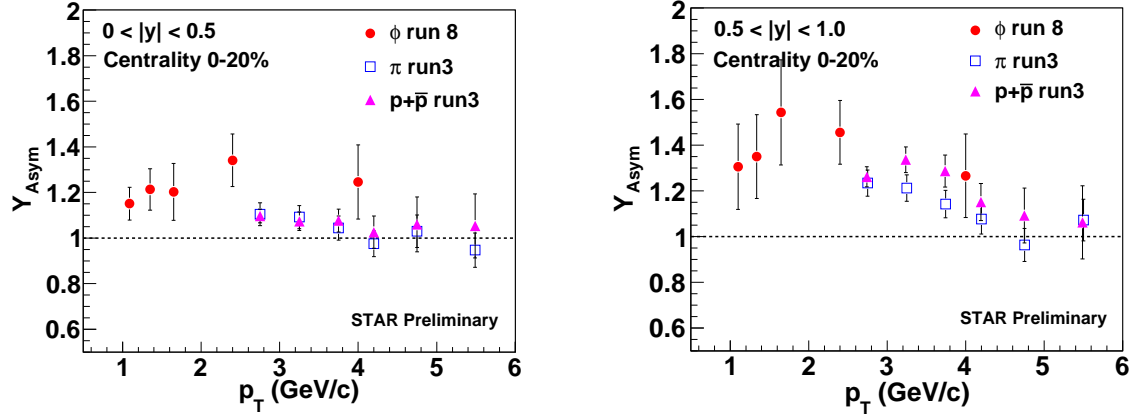 0 < |y| < 0.5
Centrality 0-20%
ϕ run 8
π run3
p+p̅ run3
Y_Asym
2
1.8
1.6
1.4
1.2
1
0.8
0.6
STAR Preliminary
1 2 3 4 5 6
p_T (GeV/c)
0.5 < |y| < 1.0
Centrality 0-20%
ϕ run 8
π run3
p+p̅ run3
Y_Asym
2
1.8
1.6
1.4
1.2
1
0.8
0.6
STAR Preliminary
1 2 3 4 5 6
p_T (GeV/c)